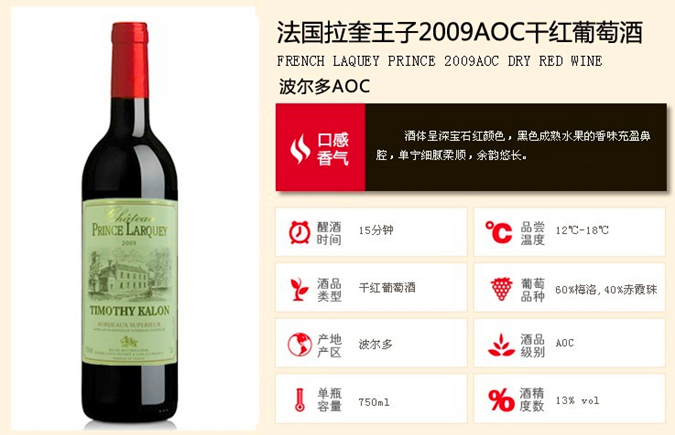 法国拉奎王子2009AOC干红葡萄酒
FRENCH LAQUEY PRINCE 2009AOC DRY RED WINE
波尔多AOC
口感
香气
酒体呈深宝石红颜色，黑色成熟水果的香味充盈鼻
腔，单宁细腻柔顺，余韵悠长。
醒酒
时间
15分钟
品尝
温度
12℃-18℃
酒品
类型
干红葡萄酒
葡萄
品种
60%梅洛,40%赤霞珠
产地
产区
波尔多
酒品
级别
AOC
单瓶
容量
750ml
酒精
度数
13% vol
Château
PRINCE LARQUEY
2009
TIMOTHY KALON
BORDEAUX SUPERIEUR